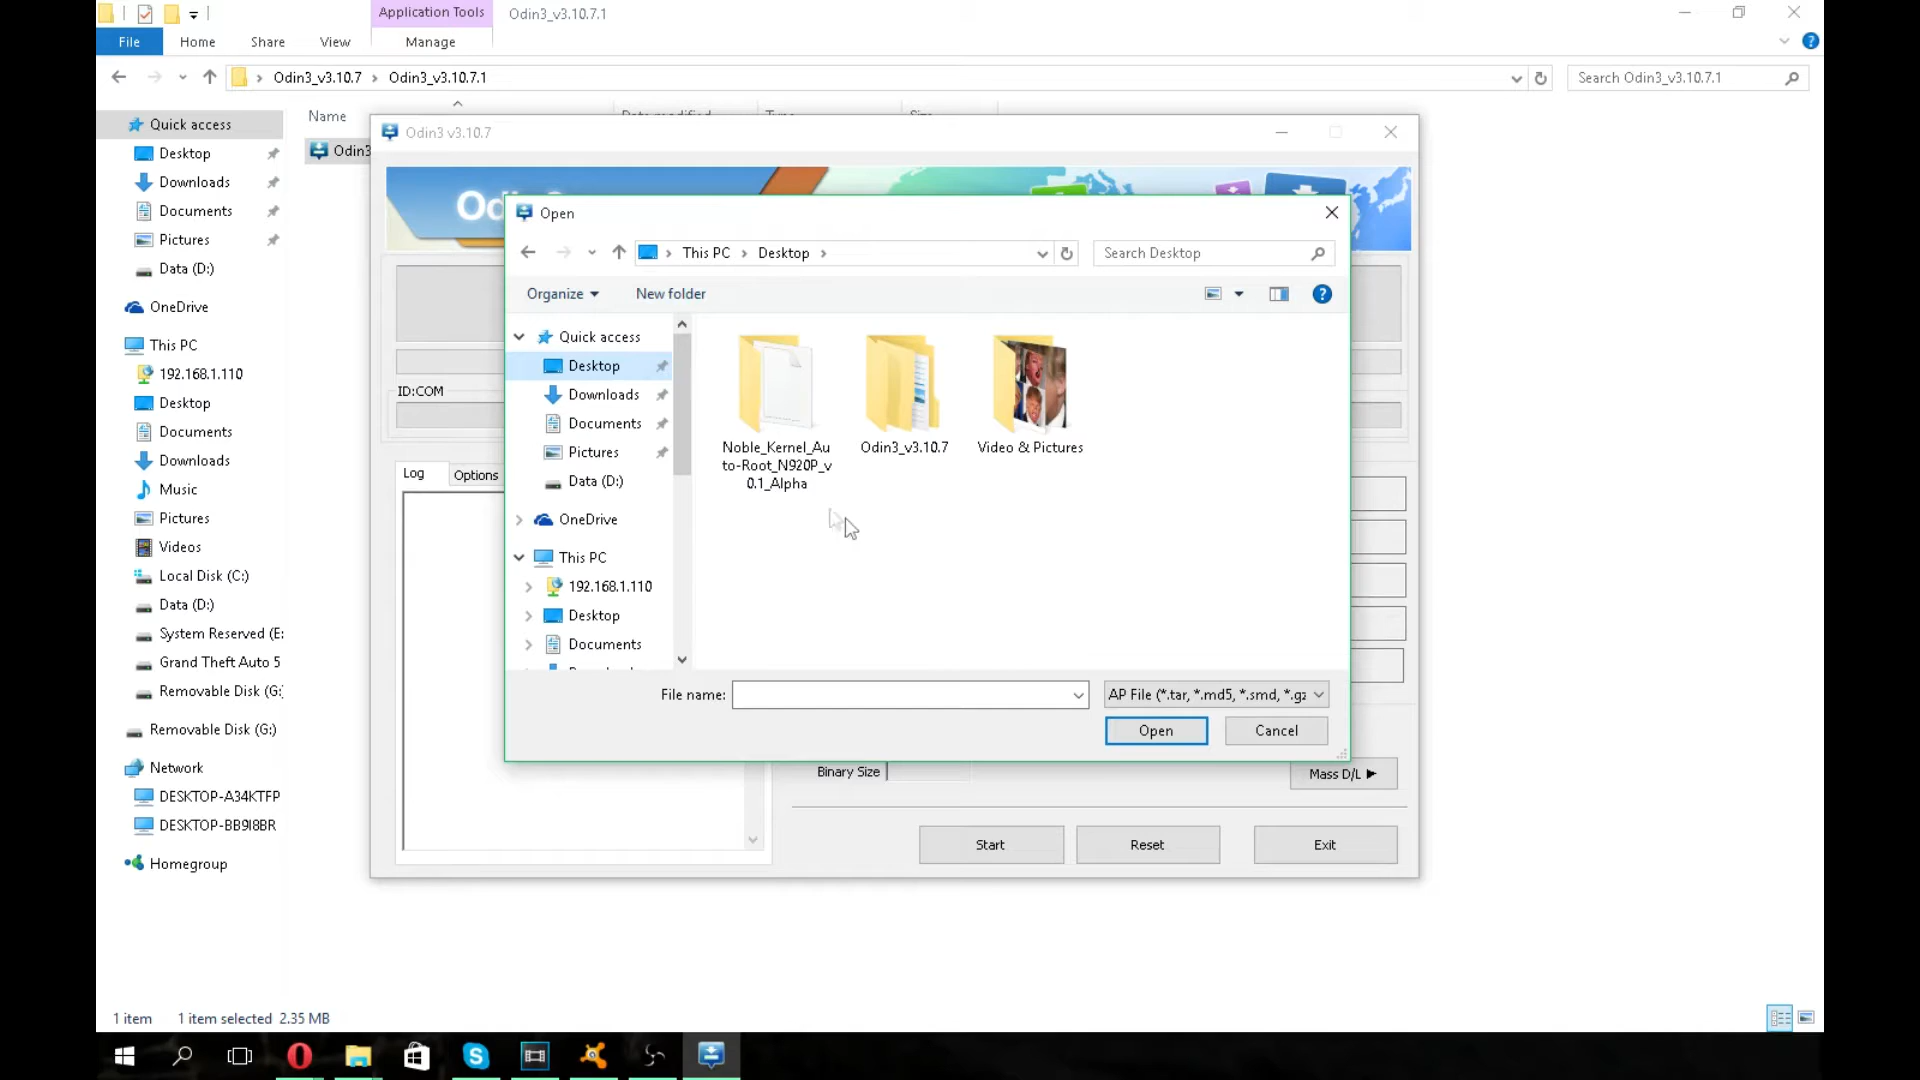 Application Tools
Odin3_v3.10.7.1
File
Home
Share
View
Manage
Odin3_v3.10.7 > Odin3_v3.10.7.1
Search Odin3_v3.10.7.1
Quick access
Desktop
Downloads
Documents
Pictures
Data (D:)
OneDrive
This PC
192.168.1.110
Desktop
Documents
Downloads
Music
Pictures
Videos
Local Disk (C:)
Data (D:)
System Reserved (E:
Grand Theft Auto 5
Removable Disk (G:
Removable Disk (G:)
Network
DESKTOP-A34KTFP
DESKTOP-BB9I8BR
Homegroup
Name
Odin3
Odin3 v3.10.7
ID:COM
Log
Options
Open
This PC > Desktop >
Search Desktop
Organize
New folder
Quick access
Desktop
Downloads
Documents
Pictures
Data (D:)
OneDrive
This PC
192.168.1.110
Desktop
Documents
Noble_Kernel_Au
to-Root_N920P_v
0.1_Alpha
Odin3_v3.10.7
Video & Pictures
File name:
AP File (*.tar, *.md5, *.smd, *.gz
Open
Cancel
Binary Size
Mass D/L
Start
Reset
Exit
1 item
1 item selected 2.35 MB